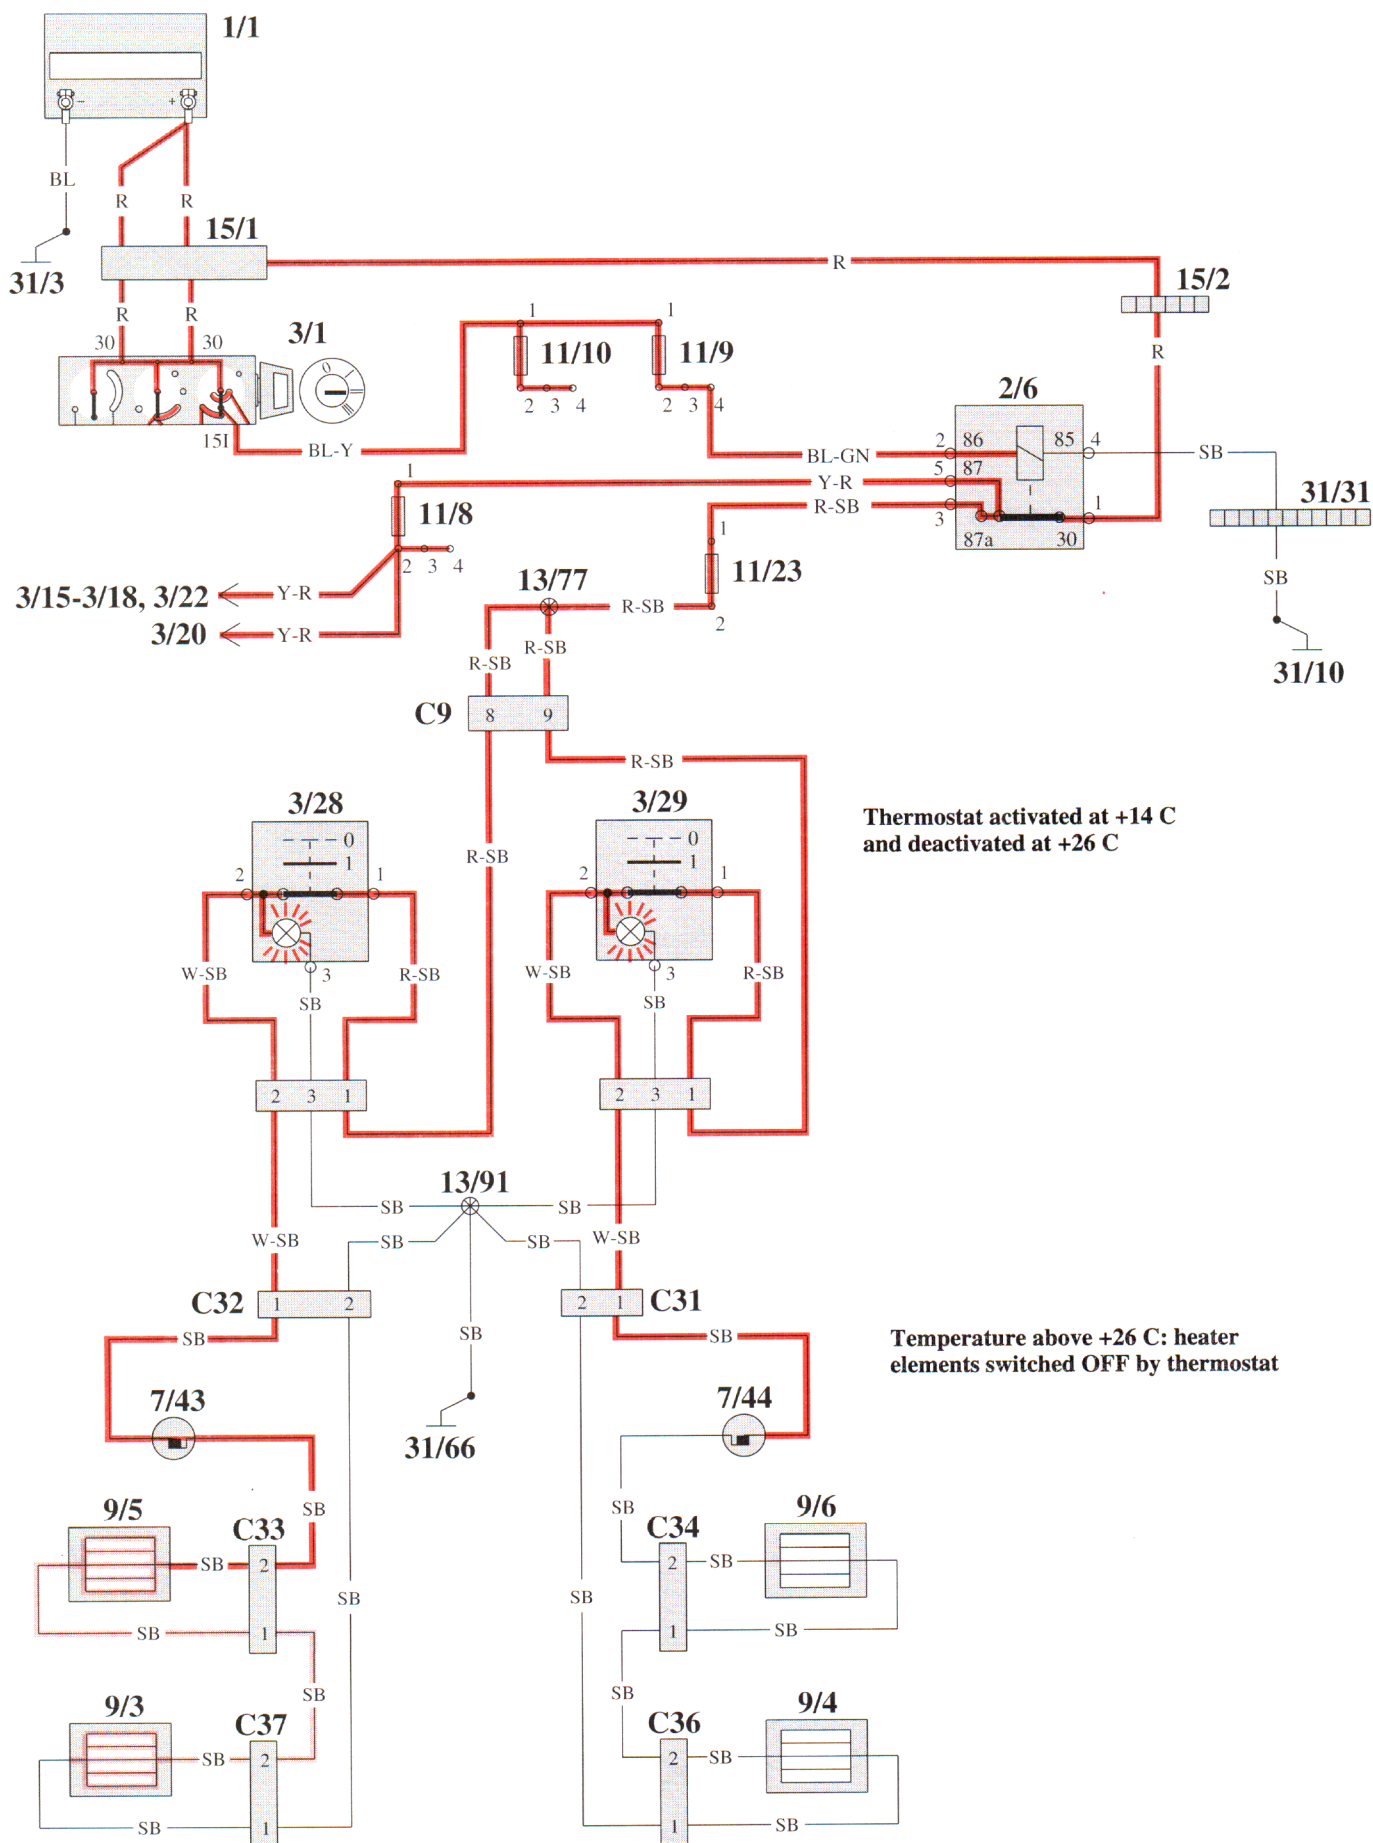 1/1
− +
BL
R R
15/1
31/3
R
15/2
R R
3/1
30 30
0 I II III
15I
BL-Y
1 1
11/10 11/9
2 3 4 2 3 4
R
2/6
2 86 85 4
BL-GN
SB
5 87
Y-R
R-SB
3
87a 30
1
31/31
1
11/8
2 3 4
1
11/23
2
SB
3/15-3/18, 3/22
Y-R
3/20
Y-R
13/77
R-SB
R-SB
R-SB
31/10
C9
8 9
R-SB
3/28
3/29
Thermostat activated at +14 C
and deactivated at +26 C
0
1
2 1
R-SB
0
1
2 1
W-SB
3
R-SB
SB
W-SB
3
R-SB
SB
2 3 1
2 3 1
13/91
SB SB
W-SB
SB SB
W-SB
C32
1 2
2 1
C31
SB
SB
SB
Temperature above +26 C: heater
elements switched OFF by thermostat
7/43
7/44
31/66
9/5
SB
C33
2
SB
SB
1
SB
SB
SB
C34
9/6
2
SB
SB
1
SB
9/3
SB
C37
2
SB
SB
1
SB
C36
9/4
2
SB
1
SB